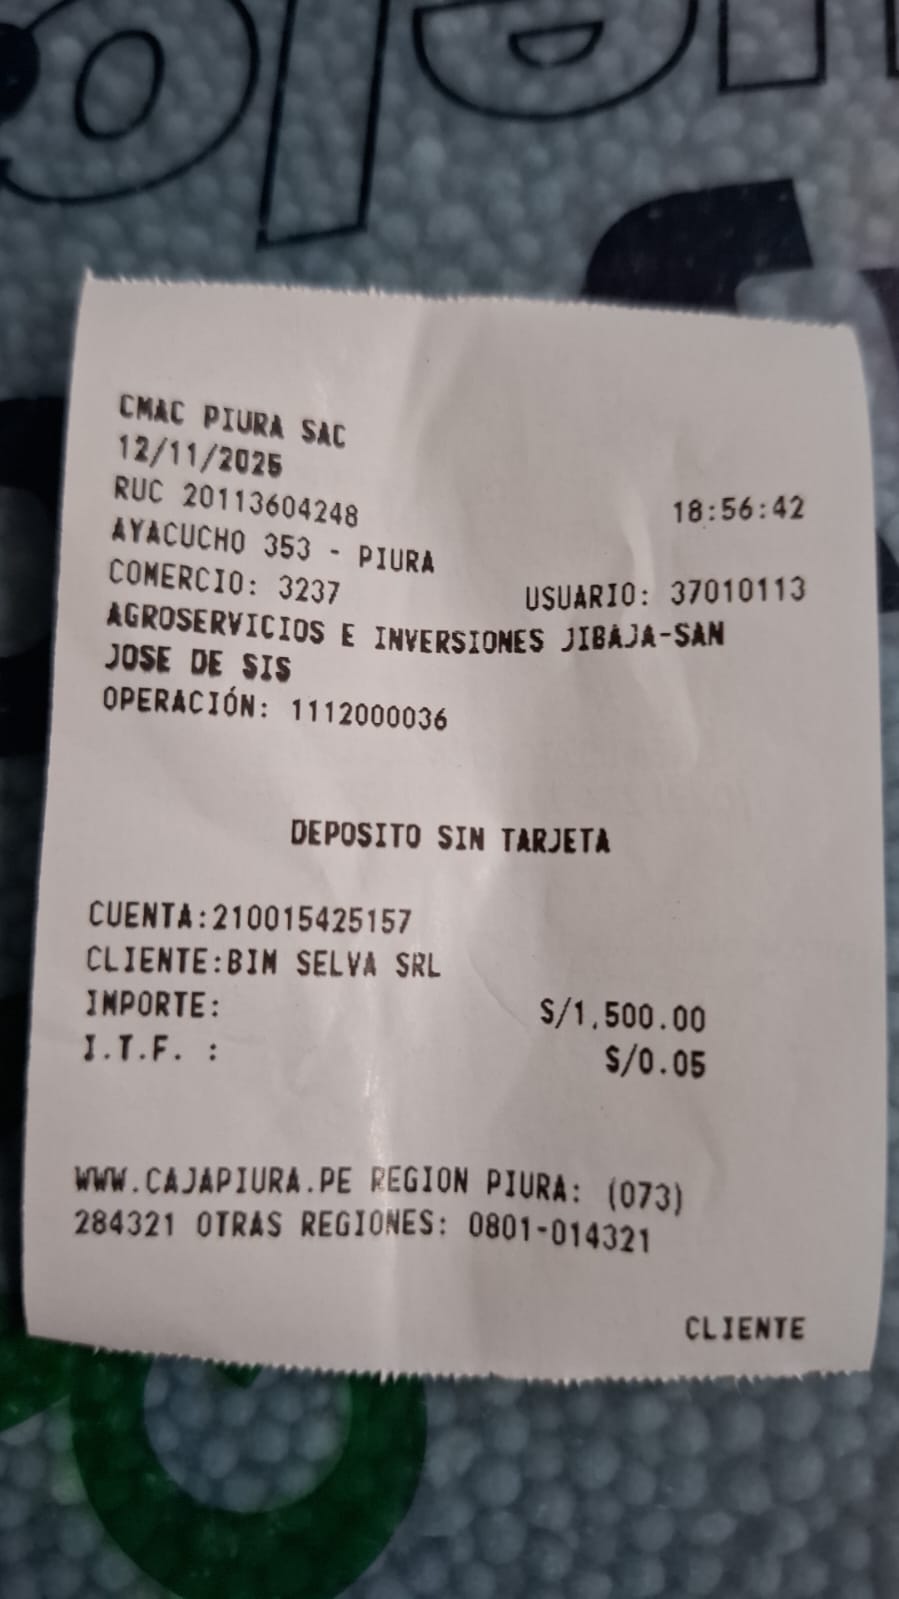 CMAC PIURA SAC
12/11/2025
RUC 20113604248 18:56:42
AYACUCHO 353 - PIURA
COMERCIO: 3237 USUARIO: 37010113
AGROSERVICIOS E INVERSIONES JIBAJA-SAN
JOSE DE SIS
OPERACIÓN: 1112000036
DEPOSITO SIN TARJETA
CUENTA:210015425157
CLIENTE:BIM SELVA SRL
IMPORTE: S/1,500.00
I.T.F. : S/0.05
WWW.CAJAPIURA.PE REGION PIURA: (073)
284321 OTRAS REGIONES: 0801-014321
CLIENTE